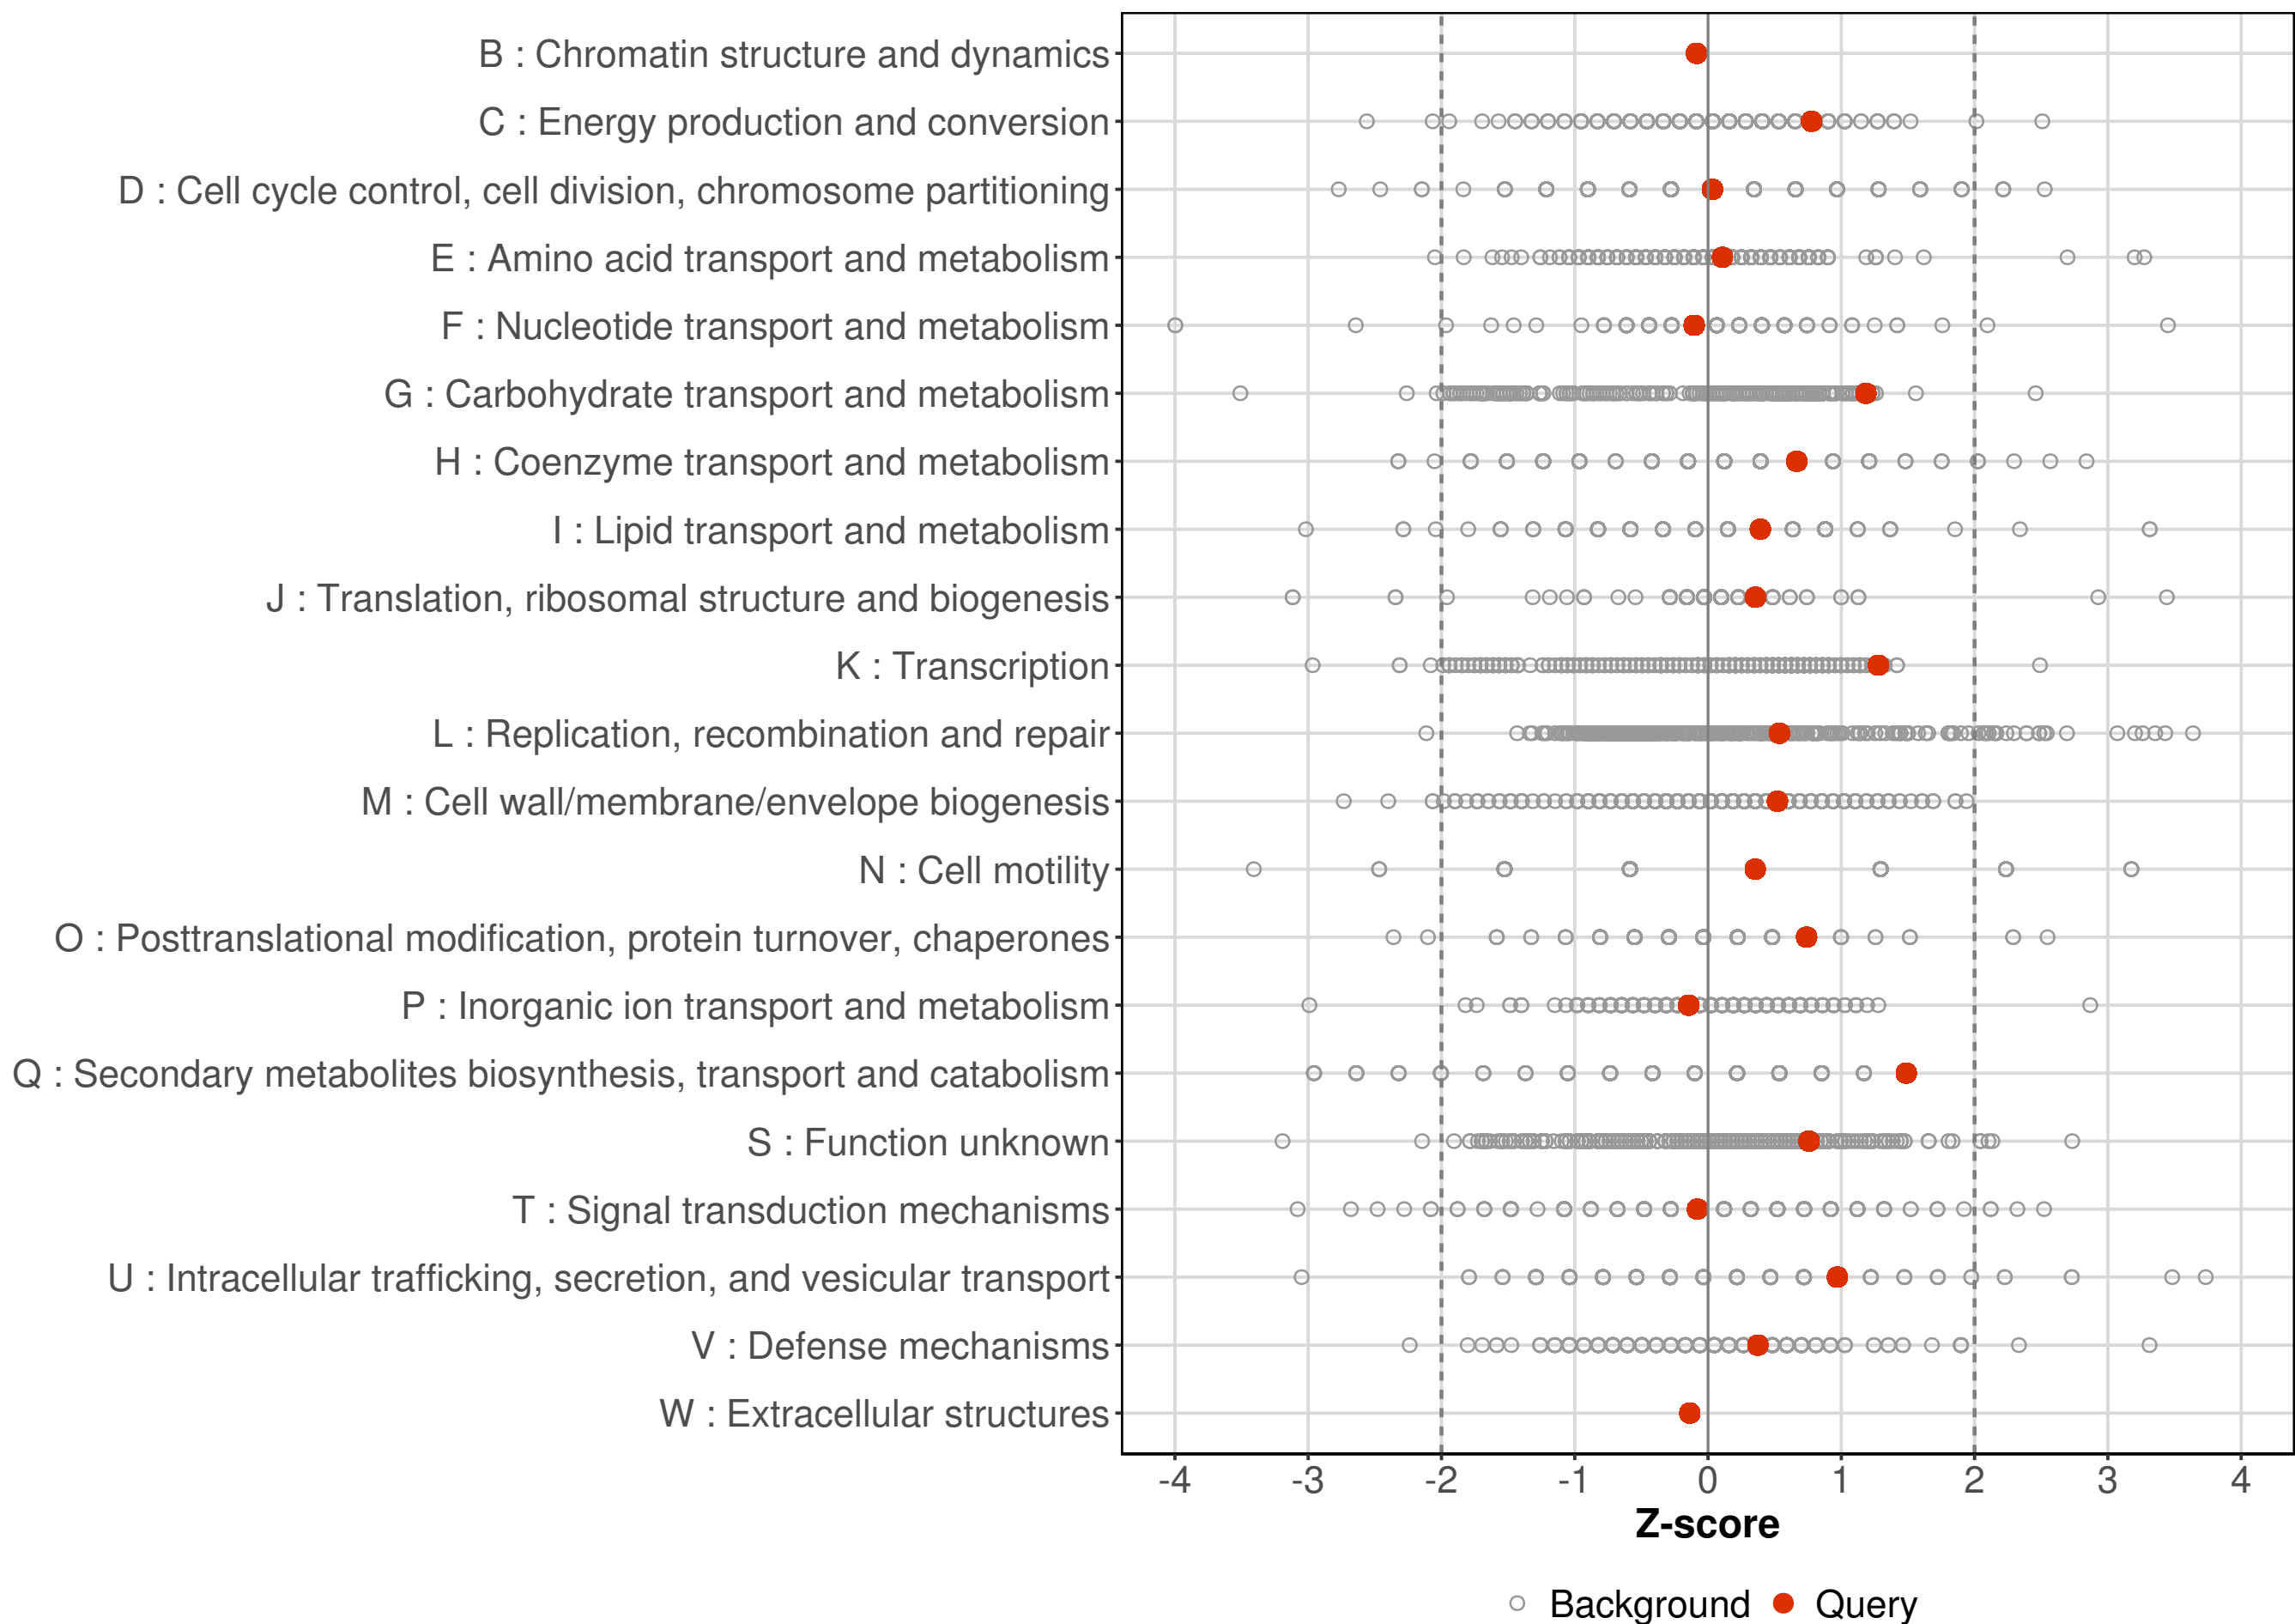 B : Chromatin structure and dynamics
C : Energy production and conversion
D : Cell cycle control, cell division, chromosome partitioning
E : Amino acid transport and metabolism
F : Nucleotide transport and metabolism
G : Carbohydrate transport and metabolism
H : Coenzyme transport and metabolism
I : Lipid transport and metabolism
J : Translation, ribosomal structure and biogenesis
K : Transcription
L : Replication, recombination and repair
M : Cell wall/membrane/envelope biogenesis
N : Cell motility
O : Posttranslational modification, protein turnover, chaperones
P : Inorganic ion transport and metabolism
Q : Secondary metabolites biosynthesis, transport and catabolism
S : Function unknown
T : Signal transduction mechanisms
U : Intracellular trafficking, secretion, and vesicular transport
V : Defense mechanisms
W : Extracellular structures
-4 -3 -2 -1 0 1 2 3 4
Z-score
Background Query